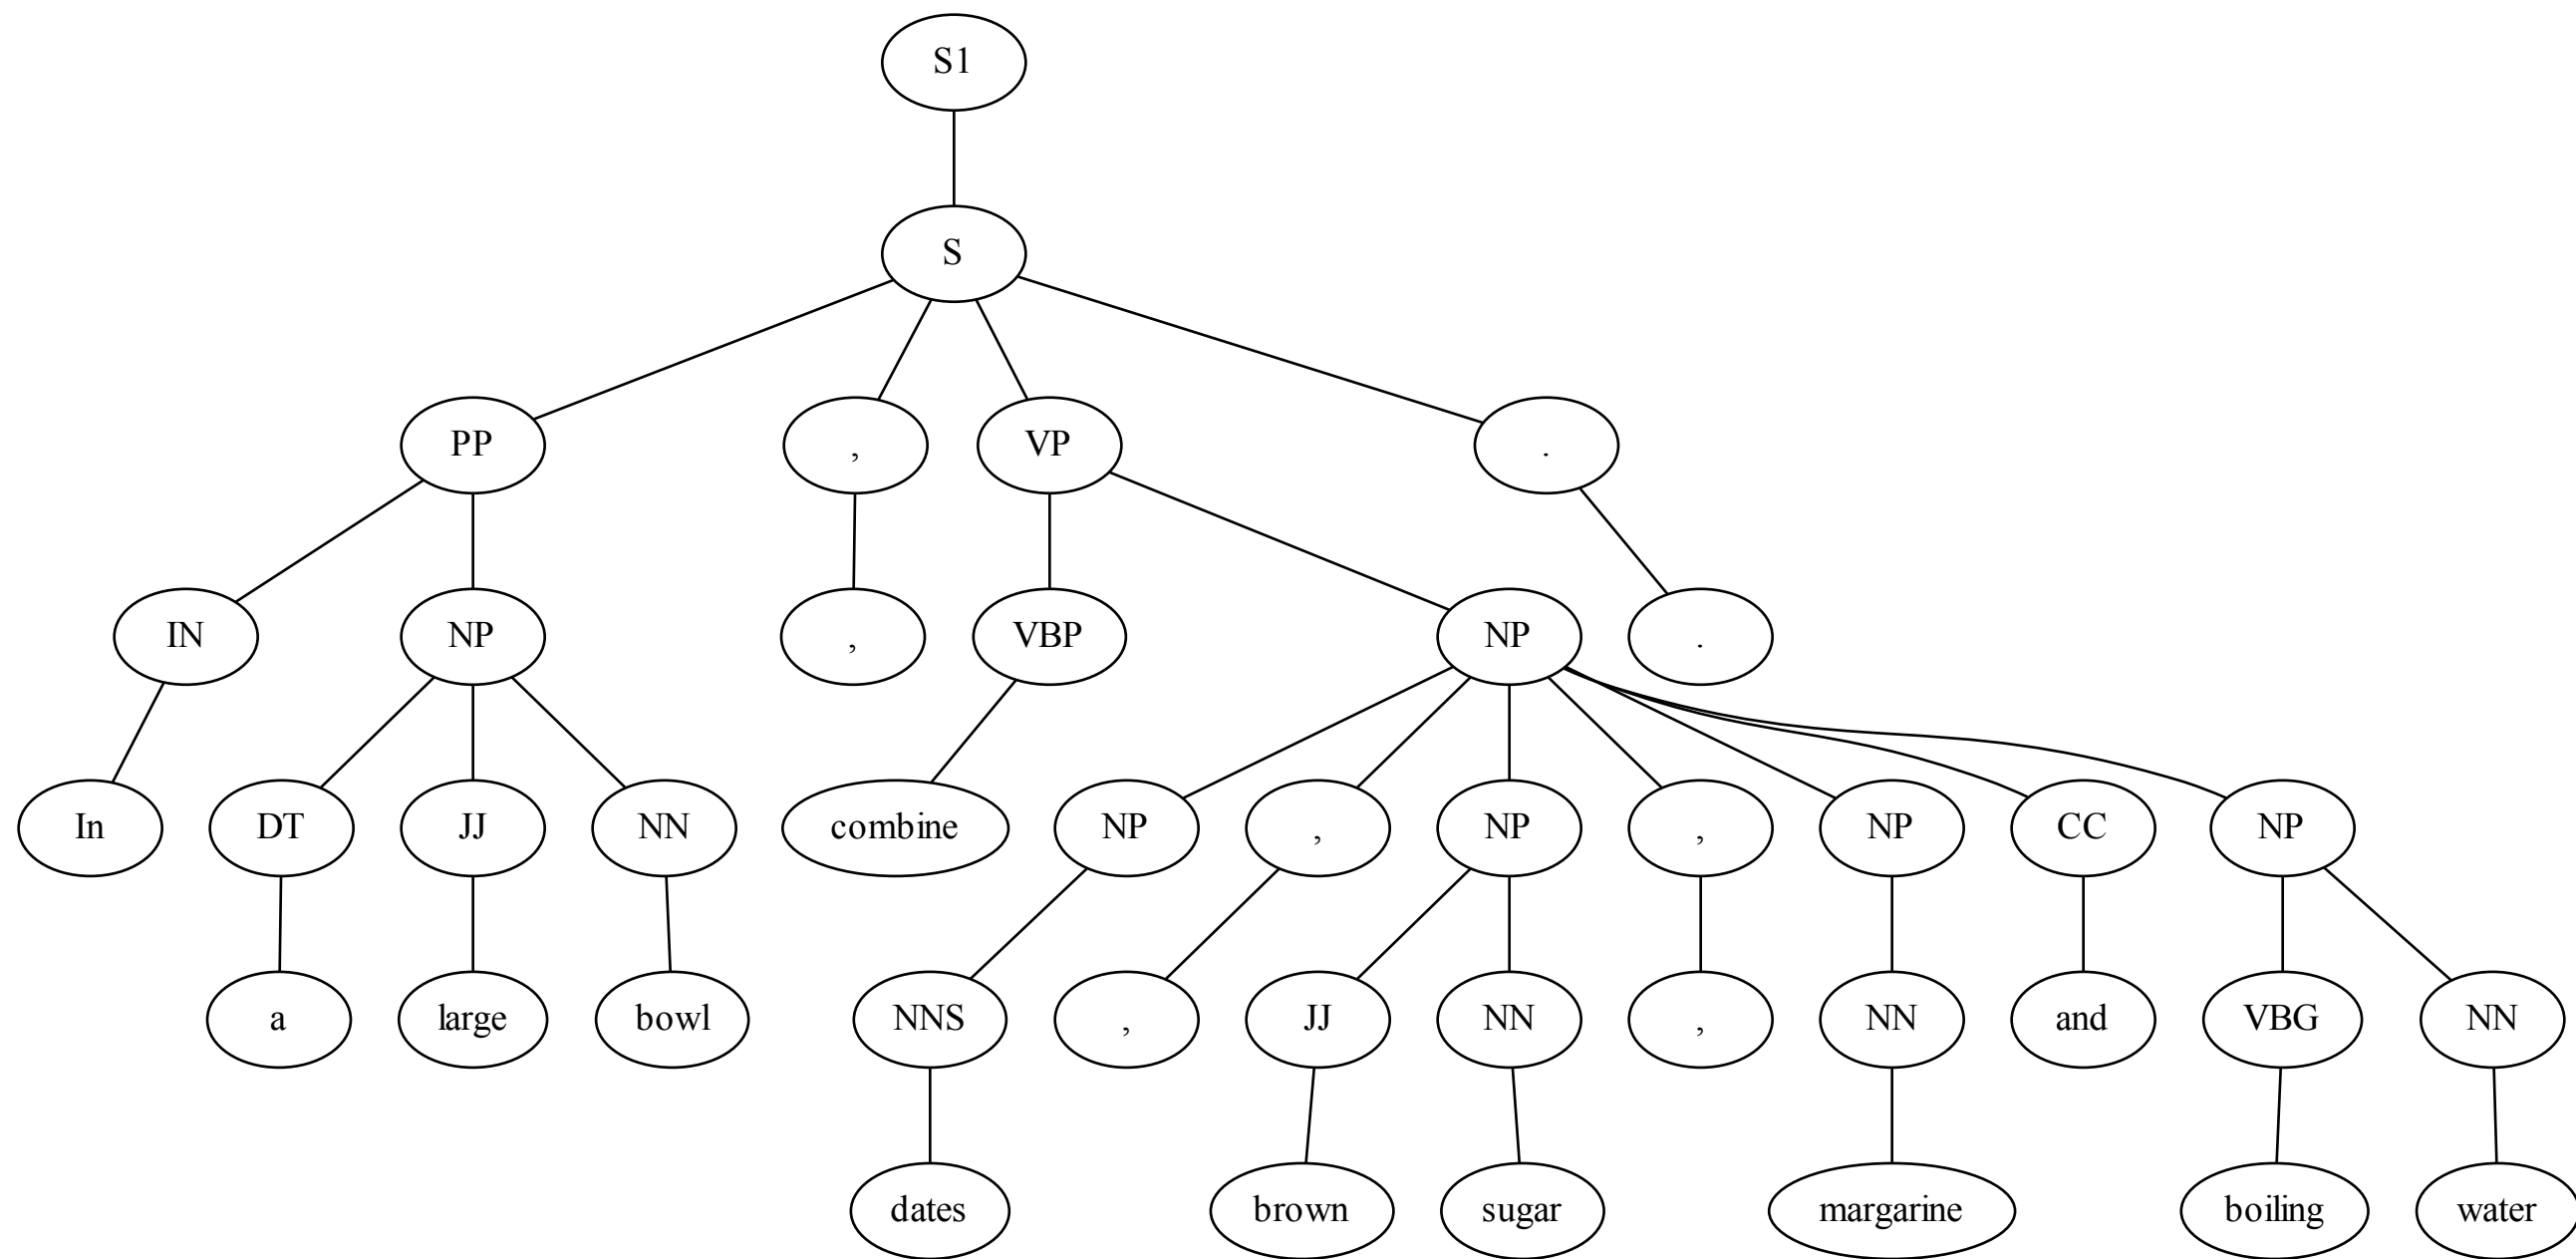 S1
S
PP , VP .
IN NP , VBP NP .
In DT JJ NN combine NP , NP , NP CC NP
a large bowl NNS , JJ NN , NN and VBG NN
dates brown sugar margarine boiling water